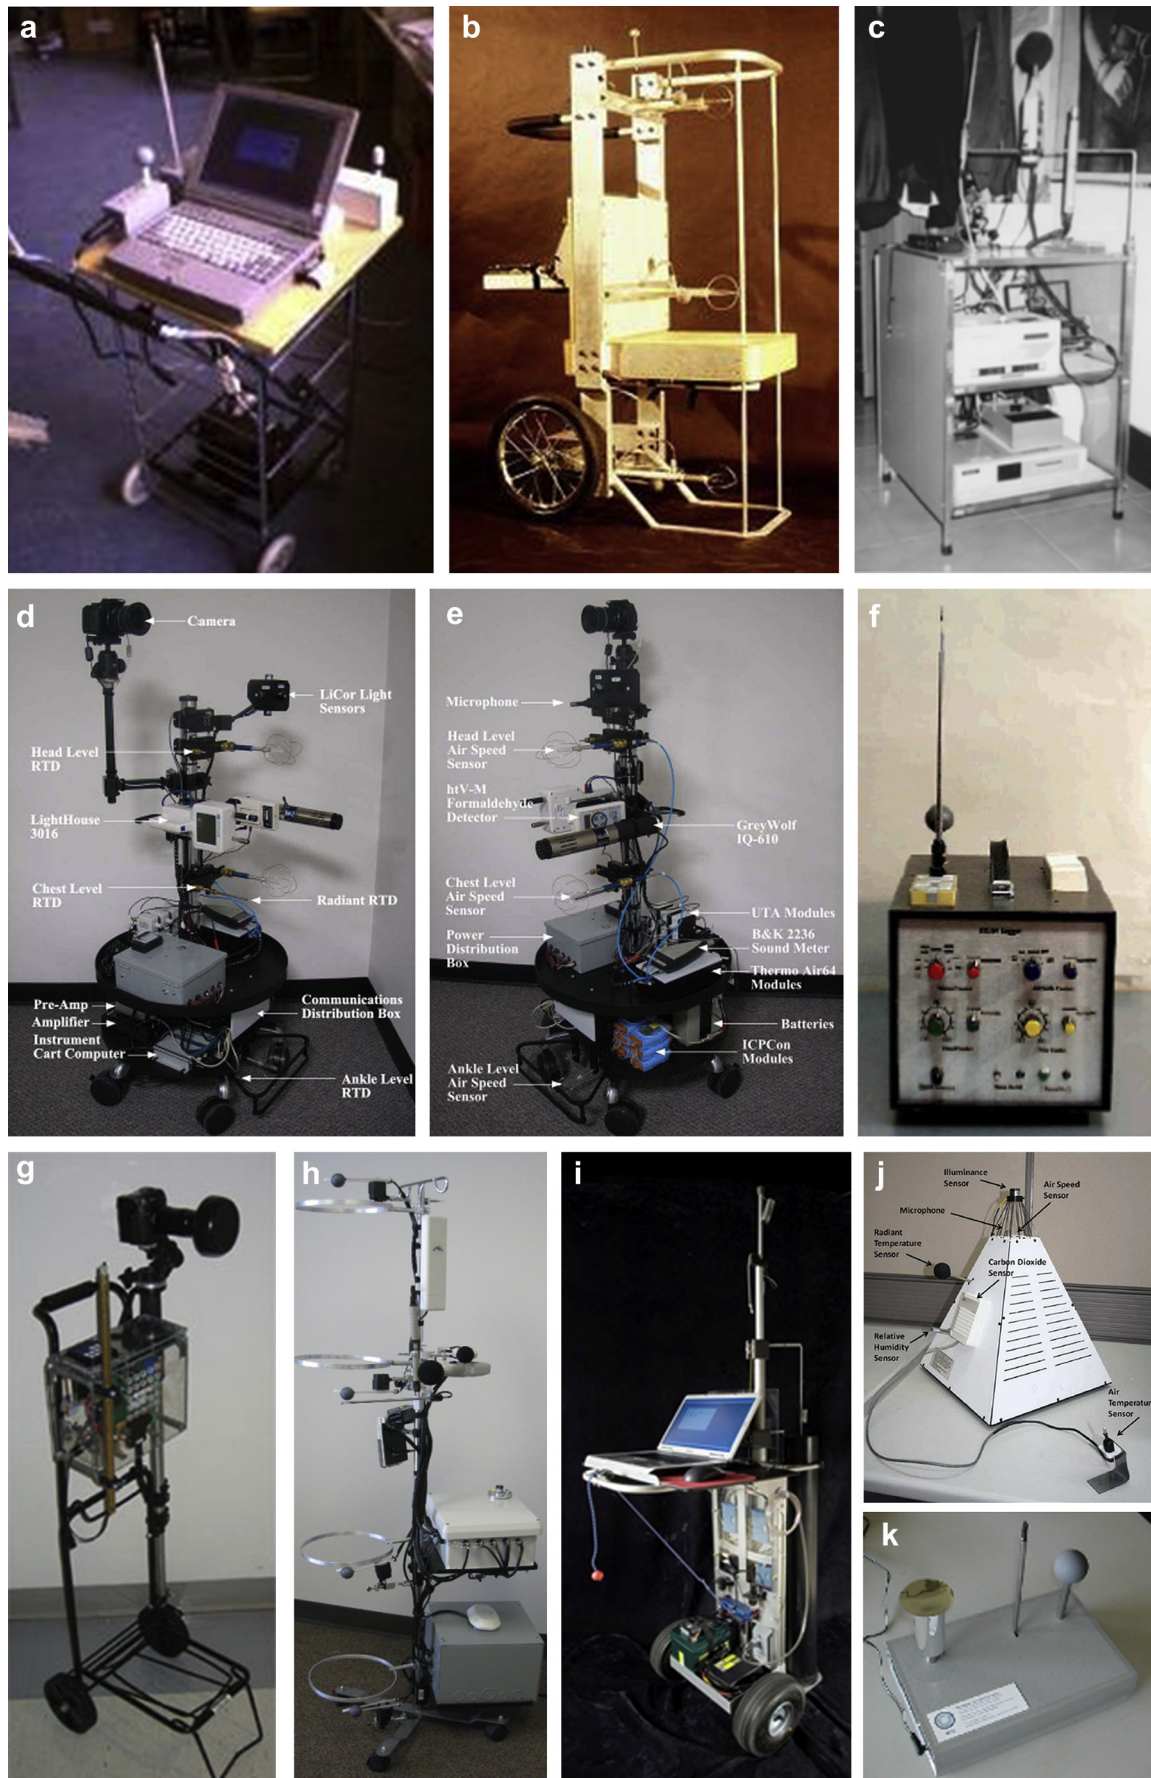 a
b
c
d
Camera
LiCor Light
Sensors
Head Level
RTD
LightHouse
3016
Chest Level
RTD
Radiant RTD
Pre-Amp
Amplifier
Instrument
Cart Computer
Communications
Distribution Box
Ankle Level
RTD
e
Microphone
Head Level
Air Speed
Sensor
htV-M
Formaldehyde
Detector
GreyWolf
IQ-610
Chest Level
Air Speed
Sensor
Power
Distribution
Box
UTA Modules
B&K 2236
Sound Meter
Thermo Air64
Modules
Batteries
ICPCon
Modules
Ankle Level
Air Speed
Sensor
f
g
h
i
j
Illuminance
Sensor
Air Speed
Sensor
Microphone
Radiant
Temperature
Sensor
Carbon Dioxide
Sensor
Relative
Humidity
Sensor
Air
Temperature
Sensor
k